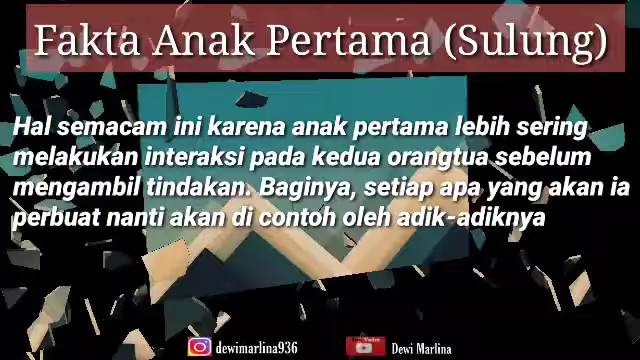 Fakta Anak Pertama (Sulung)
Hal semacam ini karena anak pertama lebih sering
melakukan interaksi pada kedua orangtua sebelum
mengambil tindakan. Baginya, setiap apa yang akan ia
perbuat nanti akan di contoh oleh adik-adiknya
dewimarlina936
Dewi Marlina